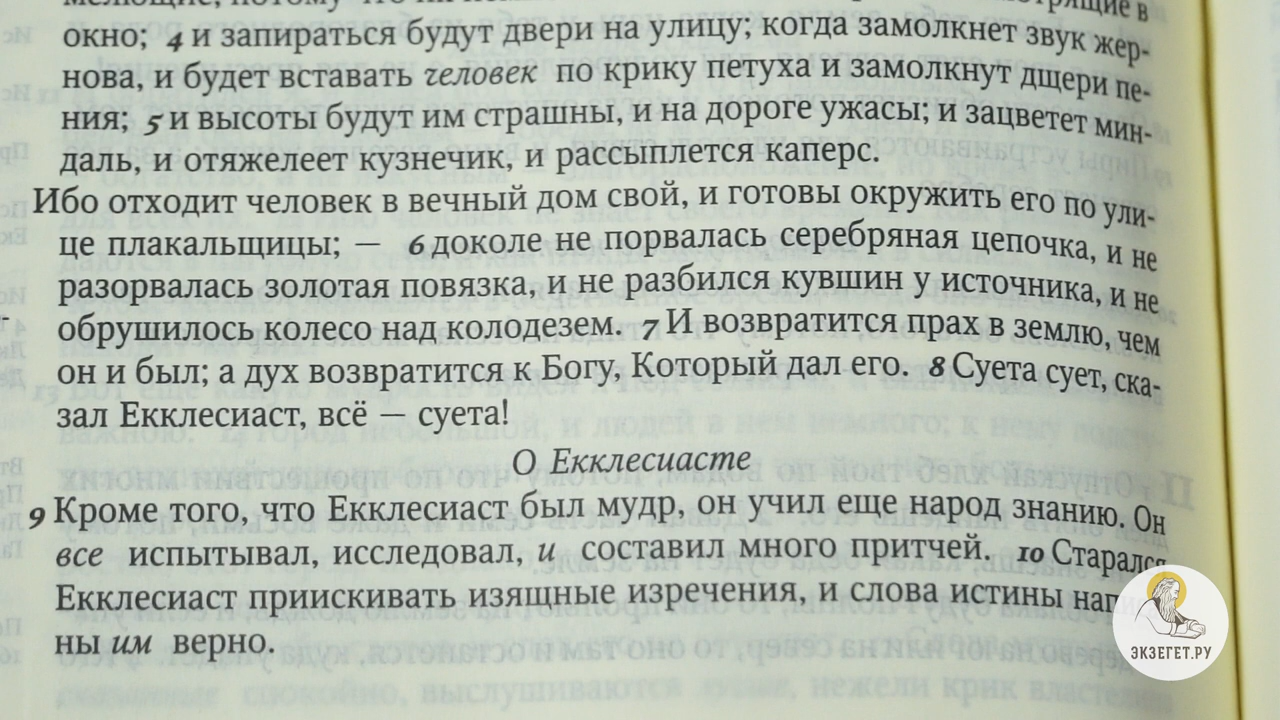 окно; 4 и запираться будут двери на улицу; когда замолкнет звук жер-
нова, и будет вставать человек по крику петуха и замолкнут дщери пе-
ния; 5 и высоты будут им страшны, и на дороге ужасы; и зацветет мин-
даль, и отяжелеет кузнечик, и рассыплется каперс.
Ибо отходит человек в вечный дом свой, и готовы окружить его по ули-
це плакальщицы; — 6 доколе не порвалась серебряная цепочка, и не
разорвалась золотая повязка, и не разбился кувшин у источника, и не
обрушилось колесо над колодезем. 7 И возвратится прах в землю, чем
он и был; а дух возвратится к Богу, Который дал его. 8 Суета сует, ска-
зал Екклесиаст, всё — суета!
О Екклесиасте
9 Кроме того, что Екклесиаст был мудр, он учил еще народ знанию. Он
все испытывал, исследовал, и составил много притчей. 10 Старался
Екклесиаст приискивать изящные изречения, и слова истины
ны им верно.
ЭКЗЕГЕТ.РУ